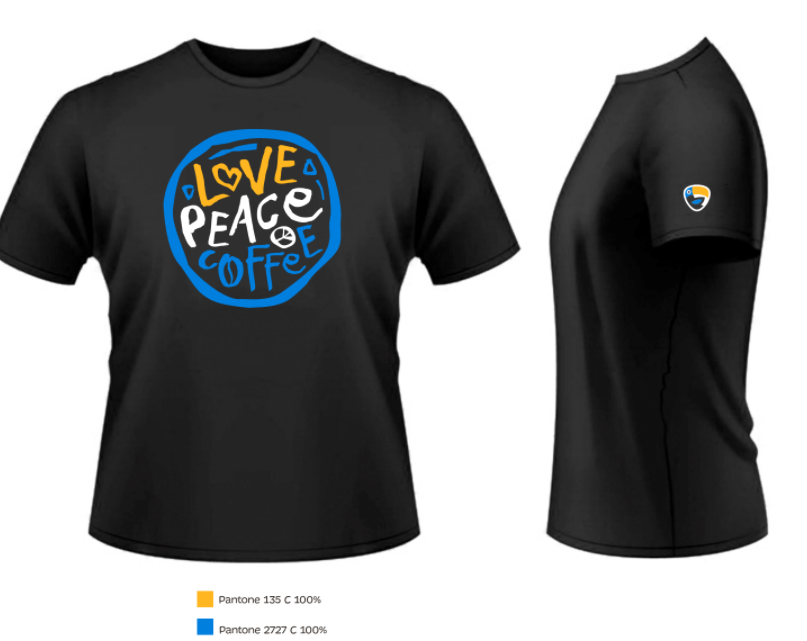 LOVE
PEACE
COFFEE
Pantone 135 C 100%
Pantone 2727 C 100%